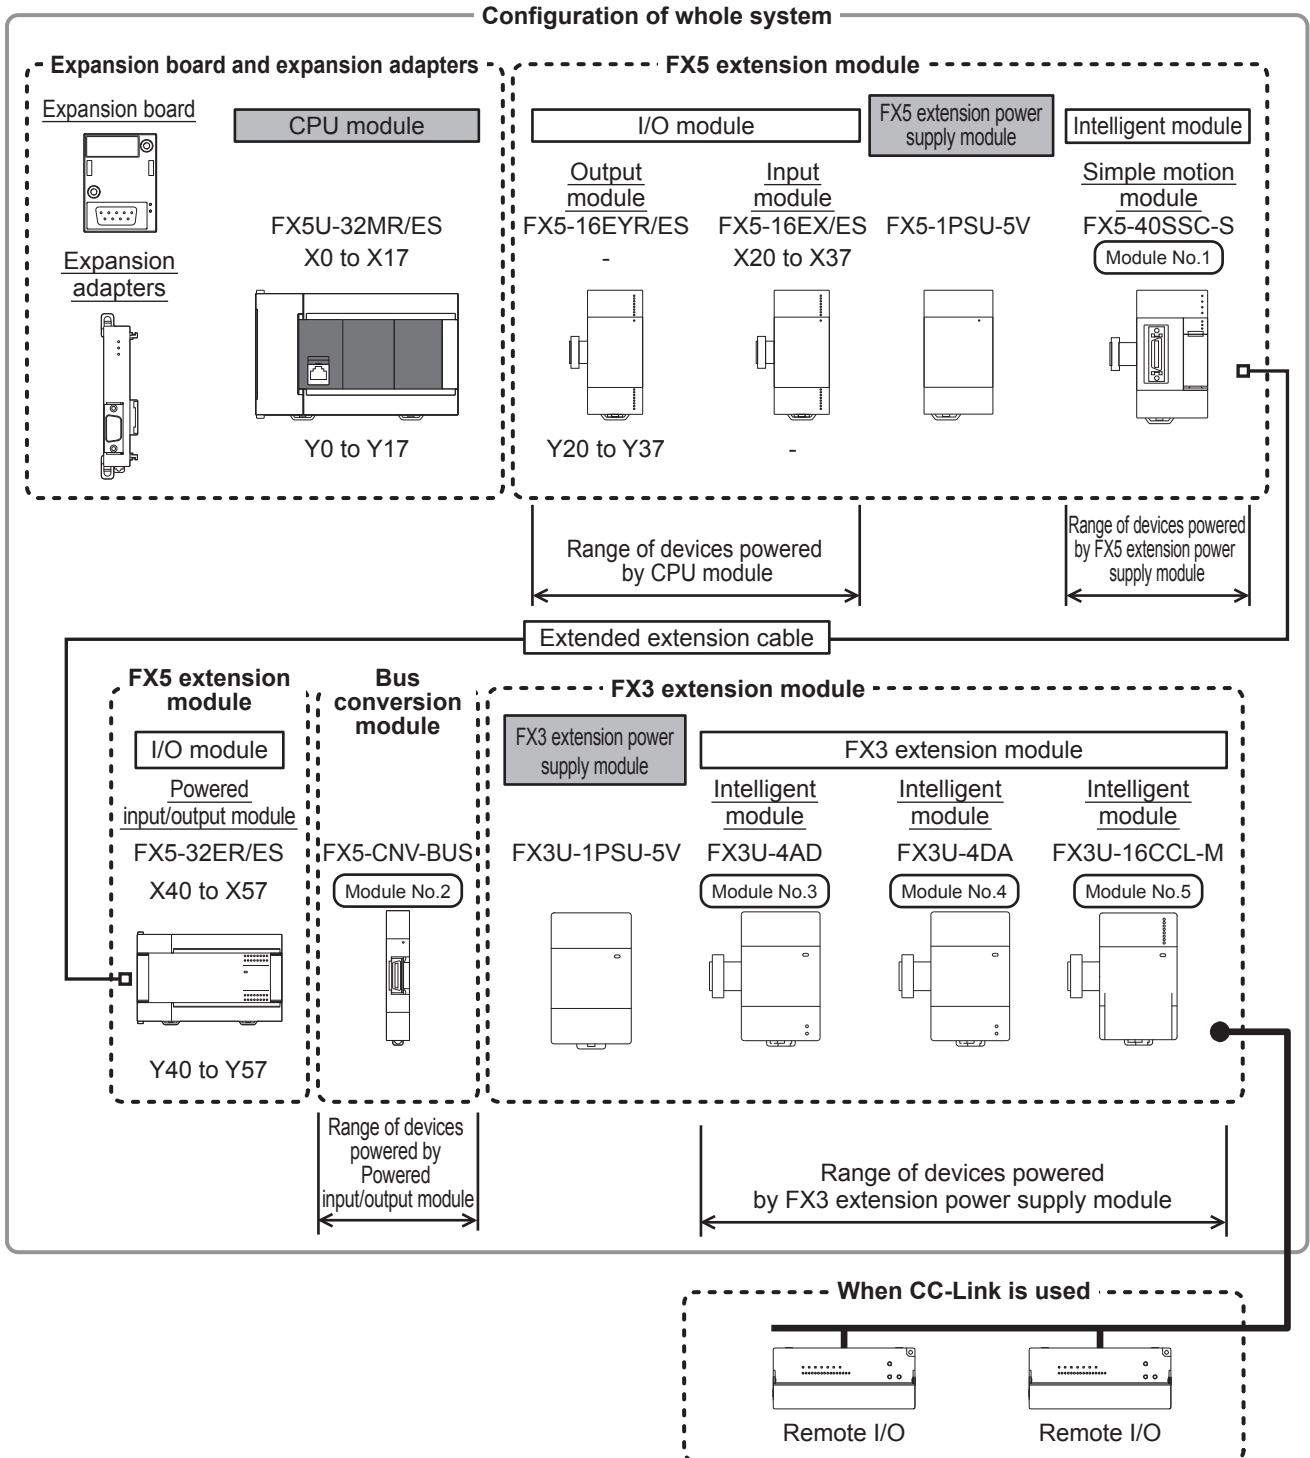 Configuration of whole system
Expansion board and expansion adapters
Expansion board
CPU module
FX5U-32MR/ES
X0 to X17
Expansion
adapters
Y0 to Y17
FX5 extension module
I/O module
FX5 extension power
supply module
Intelligent module
Output
module
FX5-16EYR/ES
-
Y20 to Y37
Input
module
FX5-16EX/ES
X20 to X37
-
FX5-1PSU-5V
Simple motion
module
FX5-40SSC-S
Module No.1
Range of devices powered
by CPU module
Range of devices powered
by FX5 extension power
supply module
Extended extension cable
FX5 extension
module
I/O module
Powered
input/output module
FX5-32ER/ES
X40 to X57
Y40 to Y57
Bus
conversion
module
FX5-CNV-BUS
Module No.2
FX3 extension module
FX3 extension power
supply module
FX3U-1PSU-5V
FX3 extension module
Intelligent
module
FX3U-4AD
Module No.3
Intelligent
module
FX3U-4DA
Module No.4
Intelligent
module
FX3U-16CCL-M
Module No.5
Range of devices
powered by
Powered
input/output module
Range of devices powered
by FX3 extension power supply module
When CC-Link is used
Remote I/O
Remote I/O